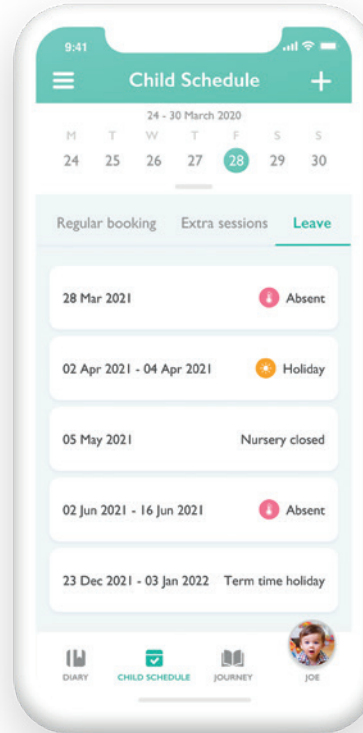 9:41
Child Schedule
24 - 30 March 2020
M T W T F S S
24 25 26 27 28 29 30
Regular booking Extra sessions Leave
28 Mar 2021 Absent
02 Apr 2021 - 04 Apr 2021 Holiday
05 May 2021 Nursery closed
02 Jun 2021 - 16 Jun 2021 Absent
23 Dec 2021 - 03 Jan 2022 Term time holiday
DIARY CHILD SCHEDULE JOURNEY JOE